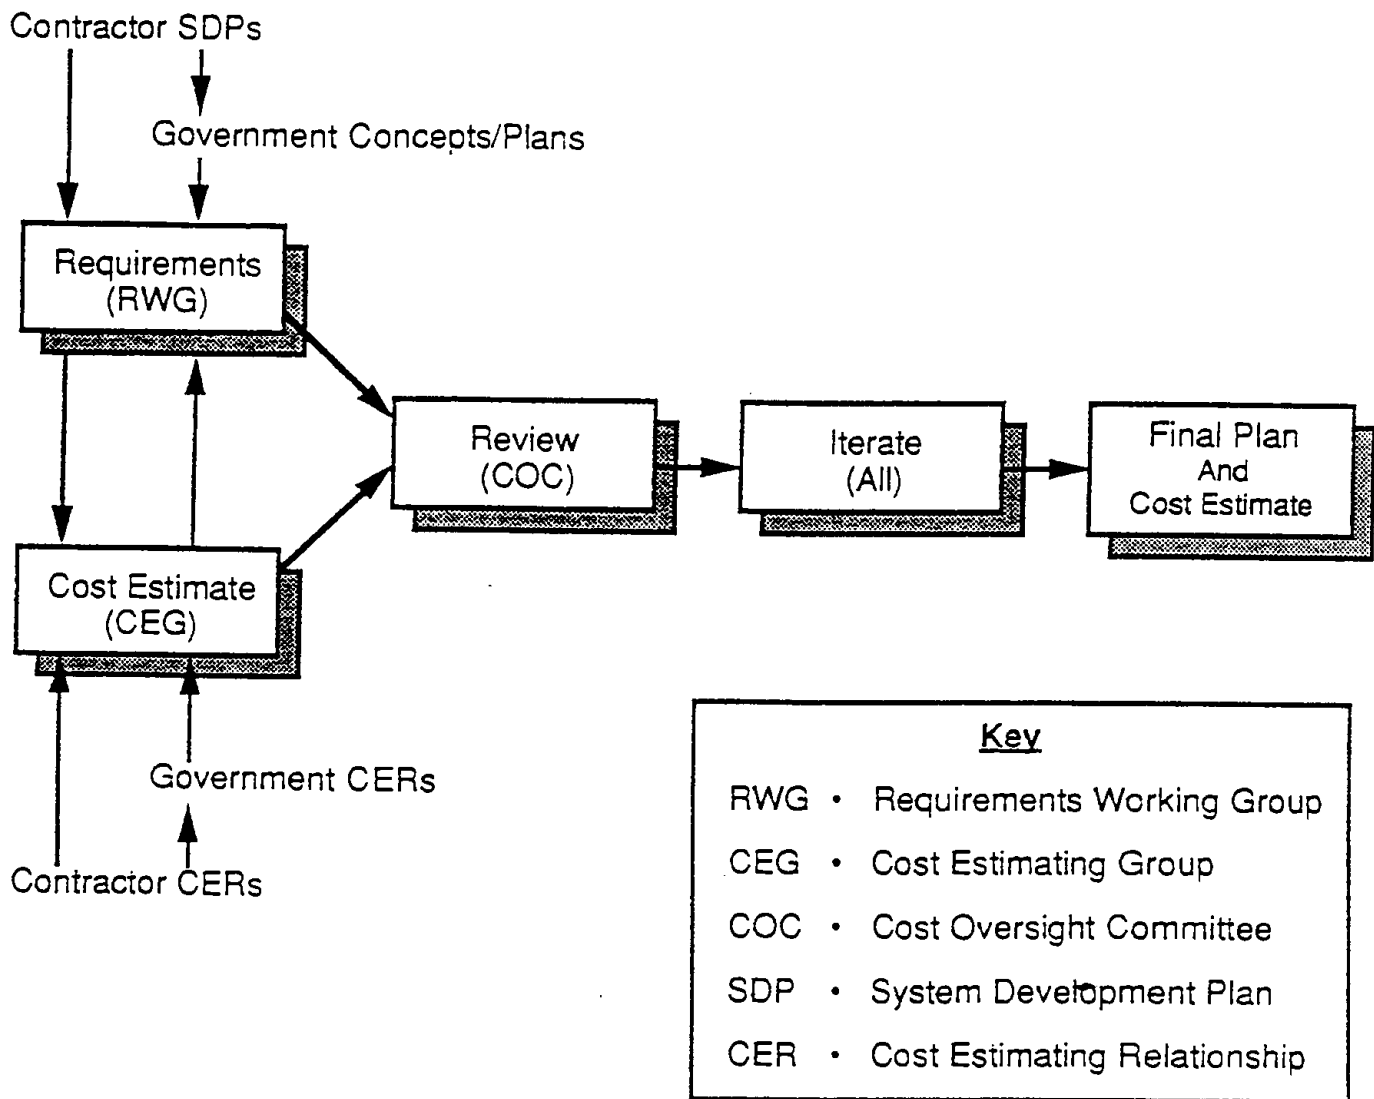 Contractor SDPs
Government Concepts/Plans
Requirements
(RWG)
Review
(COC)
Iterate
(All)
Final Plan
And
Cost Estimate
Cost Estimate
(CEG)
Government CERs
Contractor CERs
Key
RWG • Requirements Working Group
CEG • Cost Estimating Group
COC • Cost Oversight Committee
SDP • System Development Plan
CER • Cost Estimating Relationship